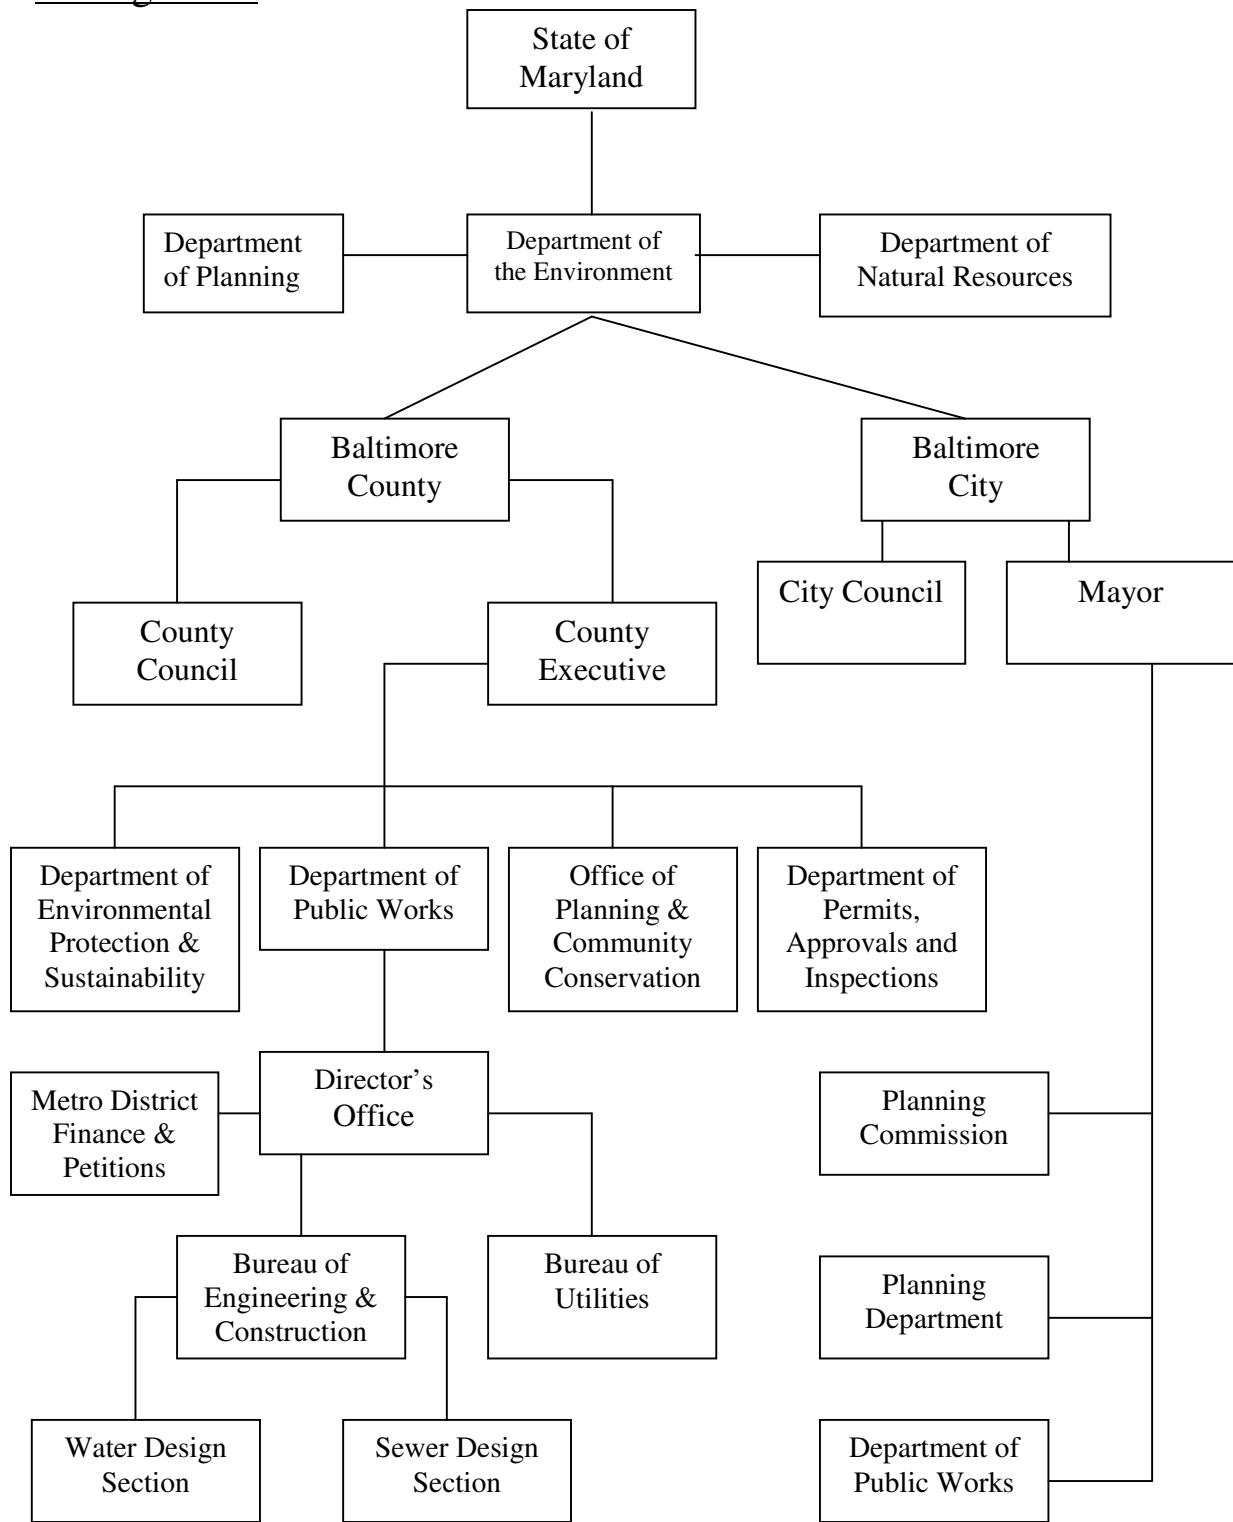 State of
Maryland
Department
of Planning
Department of
the Environment
Department of
Natural Resources
Baltimore
County
Baltimore
City
County
Council
County
Executive
City Council
Mayor
Department of
Environmental
Protection &
Sustainability
Department of
Public Works
Office of
Planning &
Community
Conservation
Department of
Permits,
Approvals and
Inspections
Metro District
Finance &
Petitions
Director’s
Office
Planning
Commission
Bureau of
Engineering &
Construction
Bureau of
Utilities
Planning
Department
Water Design
Section
Sewer Design
Section
Department of
Public Works